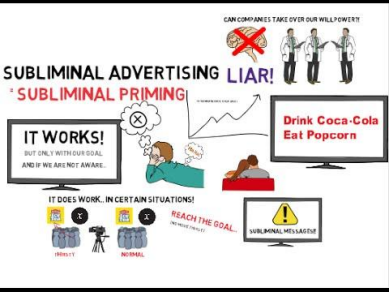 CAN COMPANIES TAKE OVER OUR WILLPOWER?!
SUBLIMINAL ADVERTISING
LIAR!
= SUBLIMINAL PRIMING
Drink Coca-Cola
Eat Popcorn
IT WORKS!
BUT ONLY WITH OUR GOAL
AND IF WE ARE NOT AWARE..
IT DOES WORK.. IN CERTAIN SITUATIONS!
REACH THE GOAL..
THIRSTY
NORMAL
SUBLIMINAL MESSAGES!